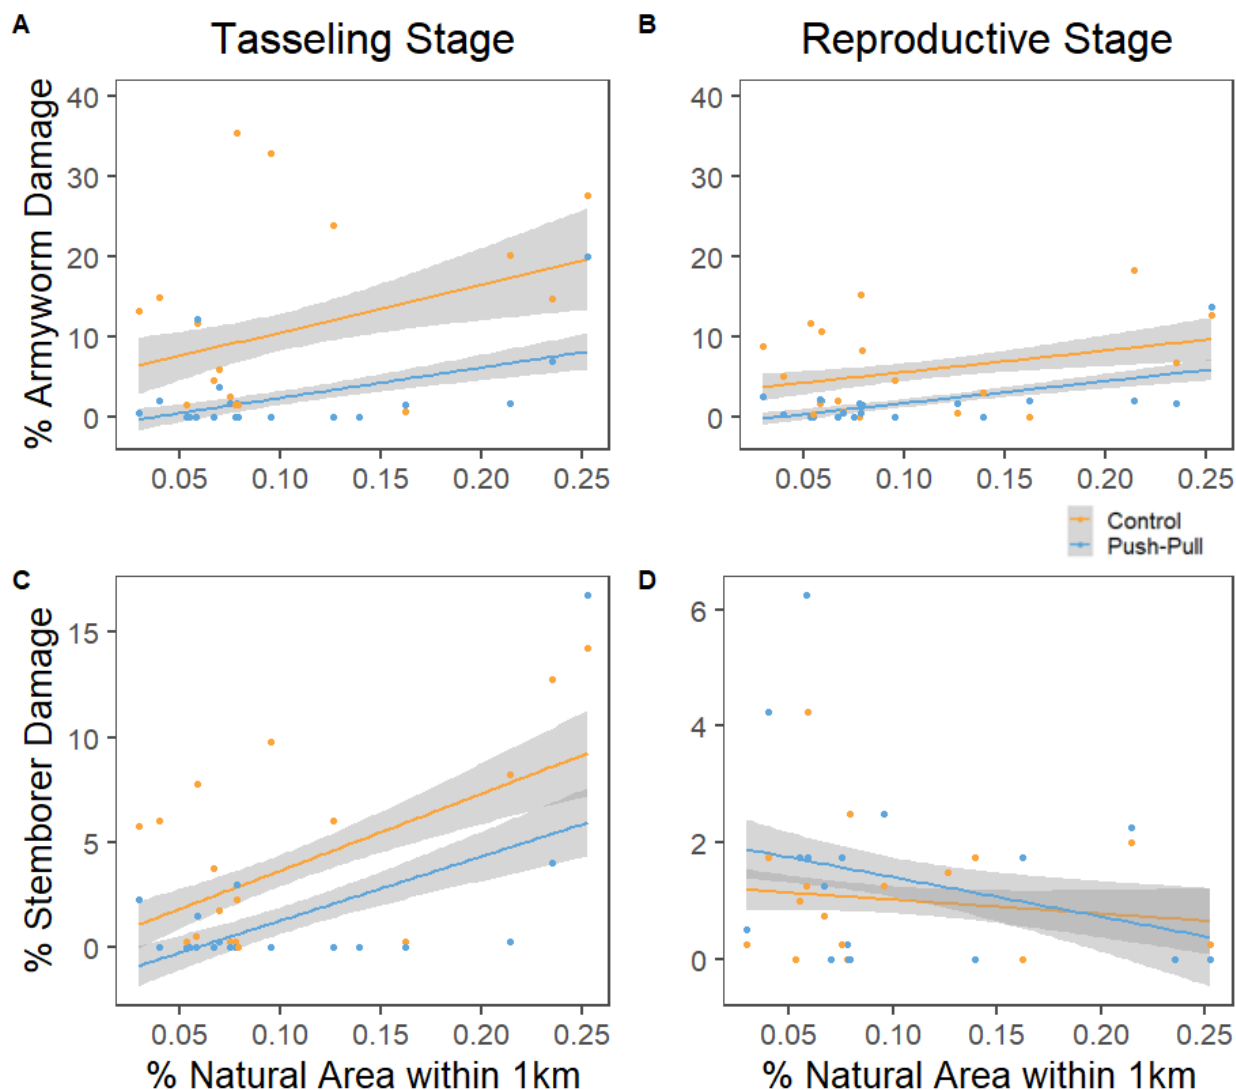 A Tasseling Stage
B Reproductive Stage
% Armyworm Damage
40
30
20
10
0
0.05 0.10 0.15 0.20 0.25
40
30
20
10
0
0.05 0.10 0.15 0.20 0.25
Control
Push-Pull
C
% Stemborer Damage
15
10
5
0
0.05 0.10 0.15 0.20 0.25
% Natural Area within 1km
D
6
4
2
0
0.05 0.10 0.15 0.20 0.25
% Natural Area within 1km